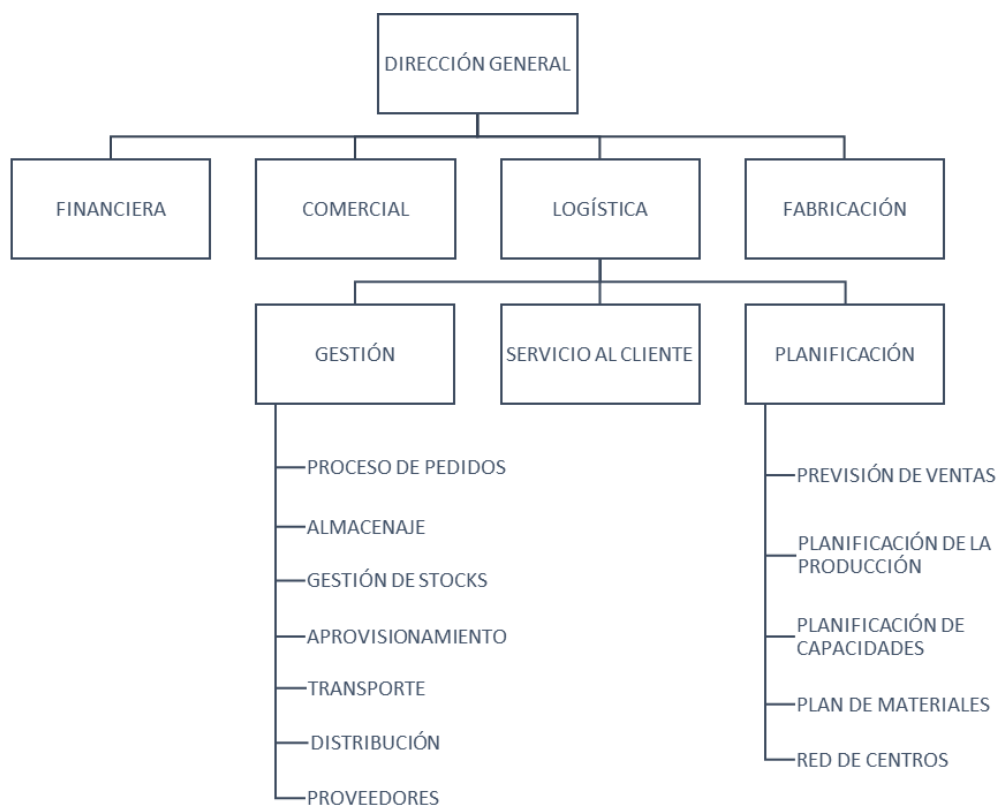 DIRECCIÓN GENERAL
FINANCIERA
COMERCIAL
LOGÍSTICA
FABRICACIÓN
GESTIÓN
SERVICIO AL CLIENTE
PLANIFICACIÓN
PROCESO DE PEDIDOS
ALMACENAJE
GESTIÓN DE STOCKS
APROVISIONAMIENTO
TRANSPORTE
DISTRIBUCIÓN
PROVEEDORES
PREVISIÓN DE VENTAS
PLANIFICACIÓN DE LA
PRODUCCIÓN
PLANIFICACIÓN DE
CAPACIDADES
PLAN DE MATERIALES
RED DE CENTROS